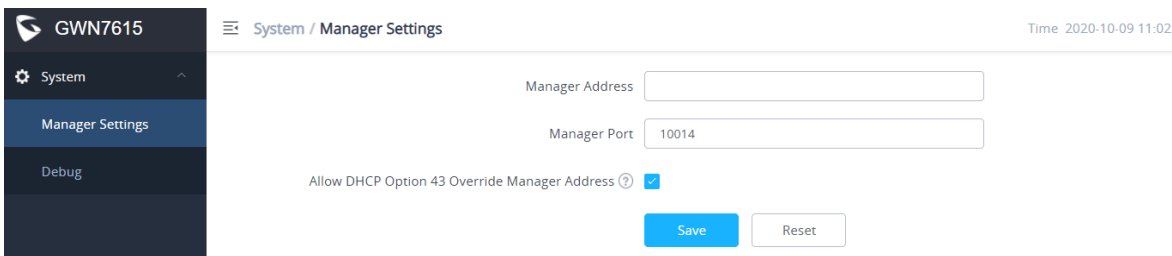 GWN7615
System / Manager Settings
Time 2020-10-09 11:02
System
Manager Settings
Debug
Manager Address
Manager Port 10014
Allow DHCP Option 43 Override Manager Address ?
Save Reset